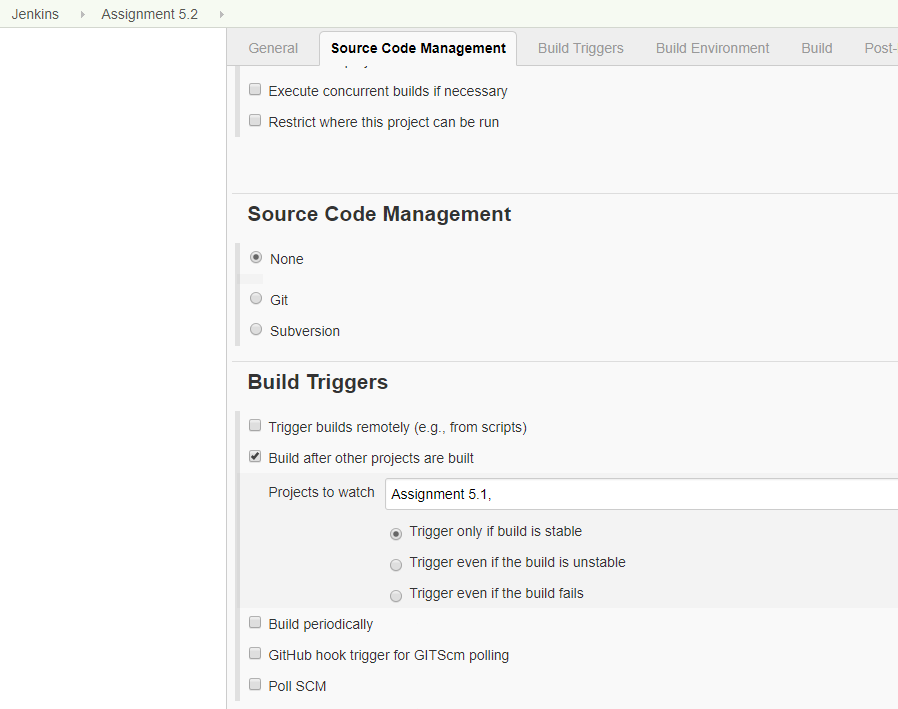 Jenkins Assignment 5.2
General Source Code Management Build Triggers Build Environment Build Post-
Execute concurrent builds if necessary
Restrict where this project can be run
Source Code Management
None
Git
Subversion
Build Triggers
Trigger builds remotely (e.g., from scripts)
Build after other projects are built
Projects to watch Assignment 5.1,
Trigger only if build is stable
Trigger even if the build is unstable
Trigger even if the build fails
Build periodically
GitHub hook trigger for GITScm polling
Poll SCM